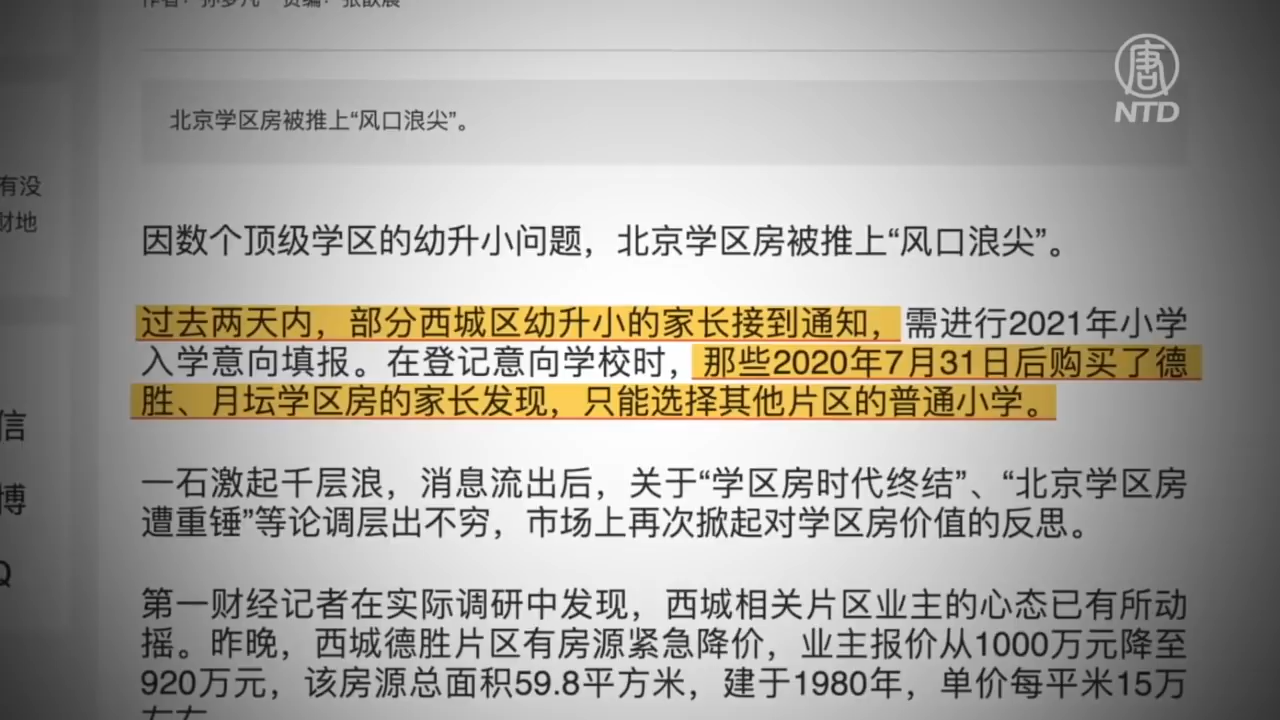 北京学区房被推上“风口浪尖”。
有没
财地
因数个顶级学区的幼升小问题，北京学区房被推上“风口浪尖”。
过去两天内，部分西城区幼升小的家长接到通知，需进行2021年小学
入学意向填报。在登记意向学校时，那些2020年7月31日后购买了德
胜、月坛学区房的家长发现，只能选择其他片区的普通小学。
信
一石激起千层浪，消息流出后，关于“学区房时代终结”、“北京学区房
博
遭重锤”等论调层出不穷，市场上再次掀起对学区房价值的反思。
Q
第一财经记者在实际调研中发现，西城相关片区业主的心态已有所动
摇。昨晚，西城德胜片区有房源紧急降价，业主报价从1000万元降至
920万元，该房源总面积59.8平方米，建于1980年，单价每平米15万
唐
NTD